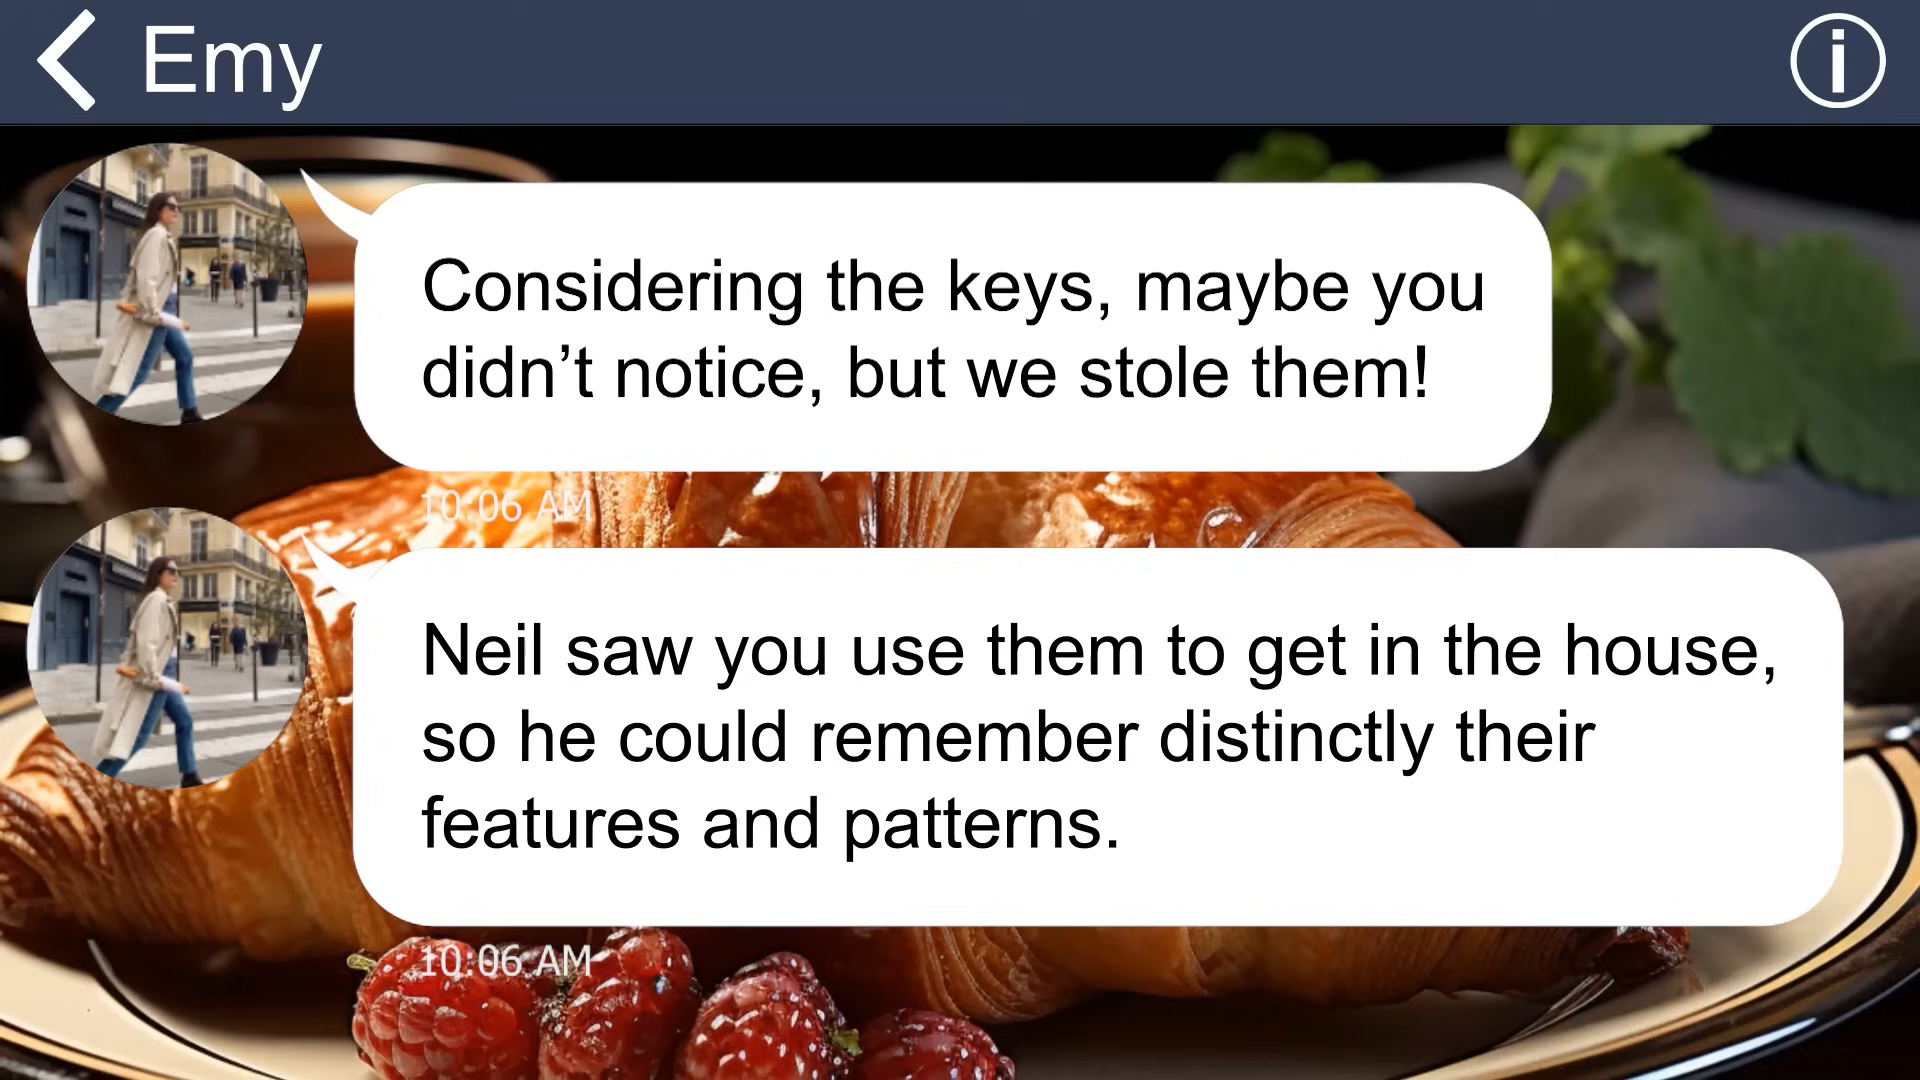 Emy
Considering the keys, maybe you
didn’t notice, but we stole them!
10:06 AM
Neil saw you use them to get in the house,
so he could remember distinctly their
features and patterns.
10:06 AM